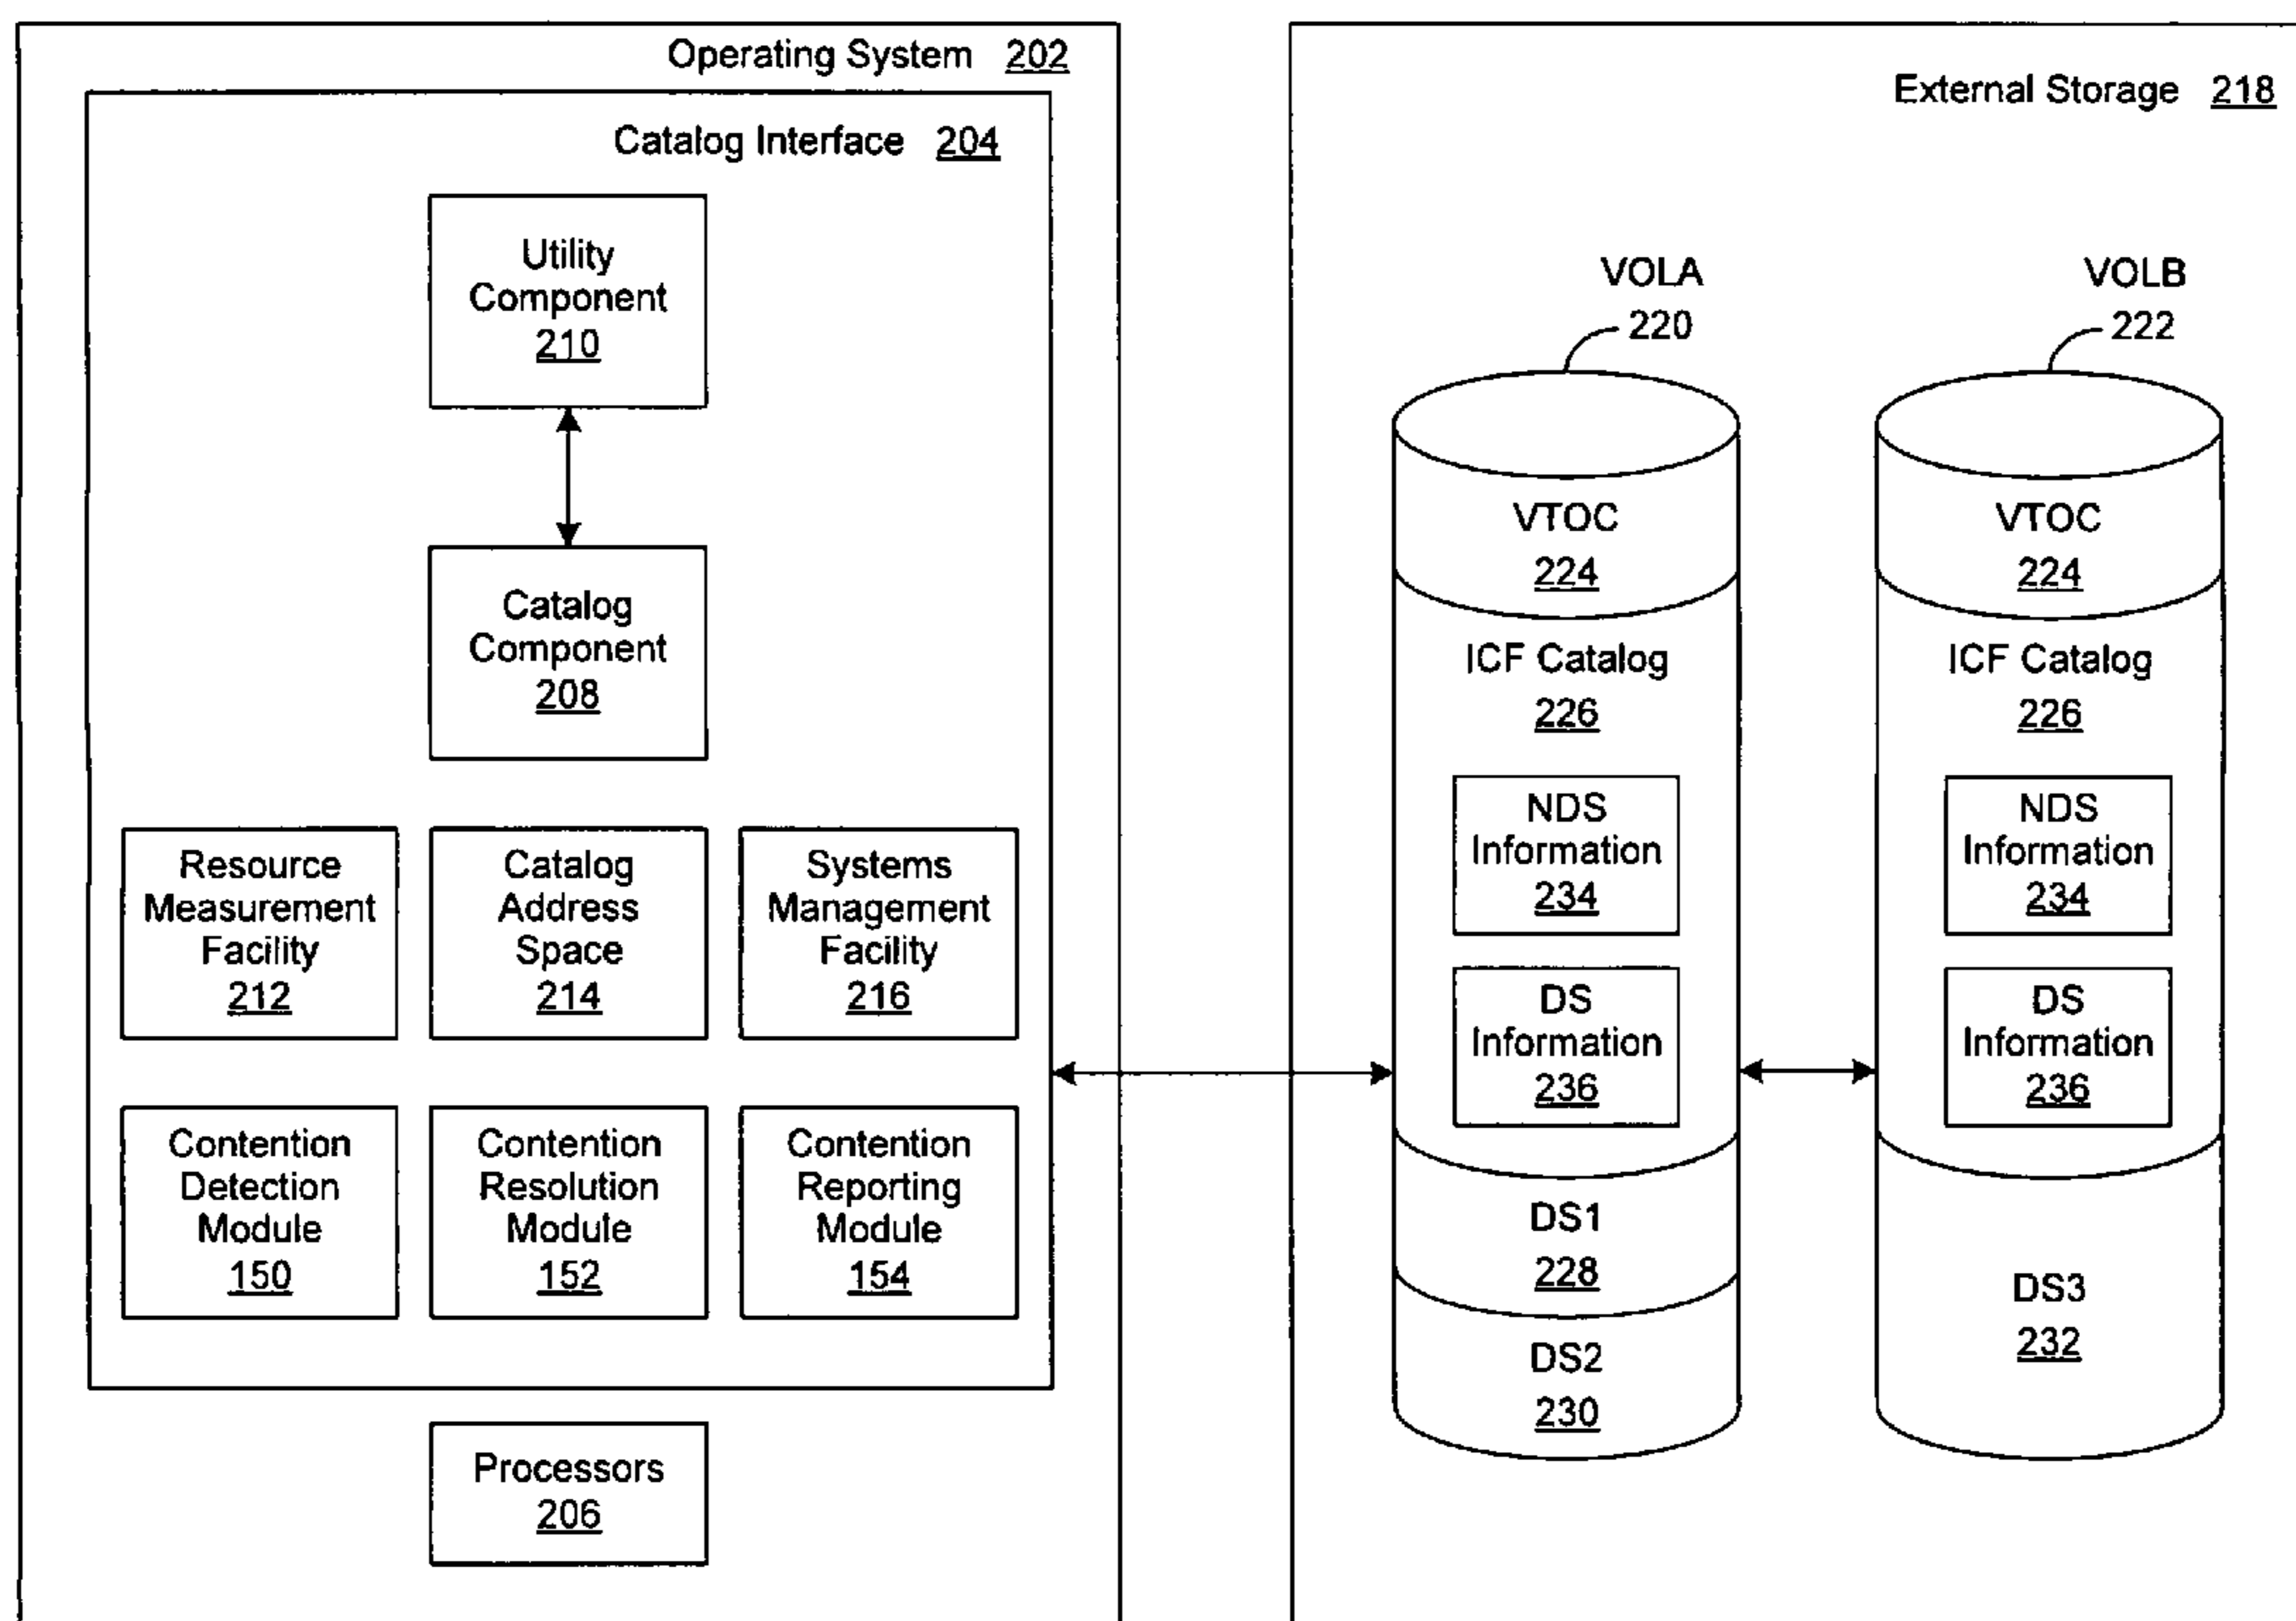 Operating System 202
Catalog Interface 204
Utility
Component
210
Catalog
Component
208
Resource
Measurement
Facility
212
Catalog
Address
Space
214
Systems
Management
Facility
216
Contention
Detection
Module
150
Contention
Resolution
Module
152
Contention
Reporting
Module
154
Processors
206
External Storage 218
VOLA
220
VTOC
224
ICF Catalog
226
NDS
Information
234
DS
Information
236
DS1
228
DS2
230
VOLB
222
VTOC
224
ICF Catalog
226
NDS
Information
234
DS
Information
236
DS3
232